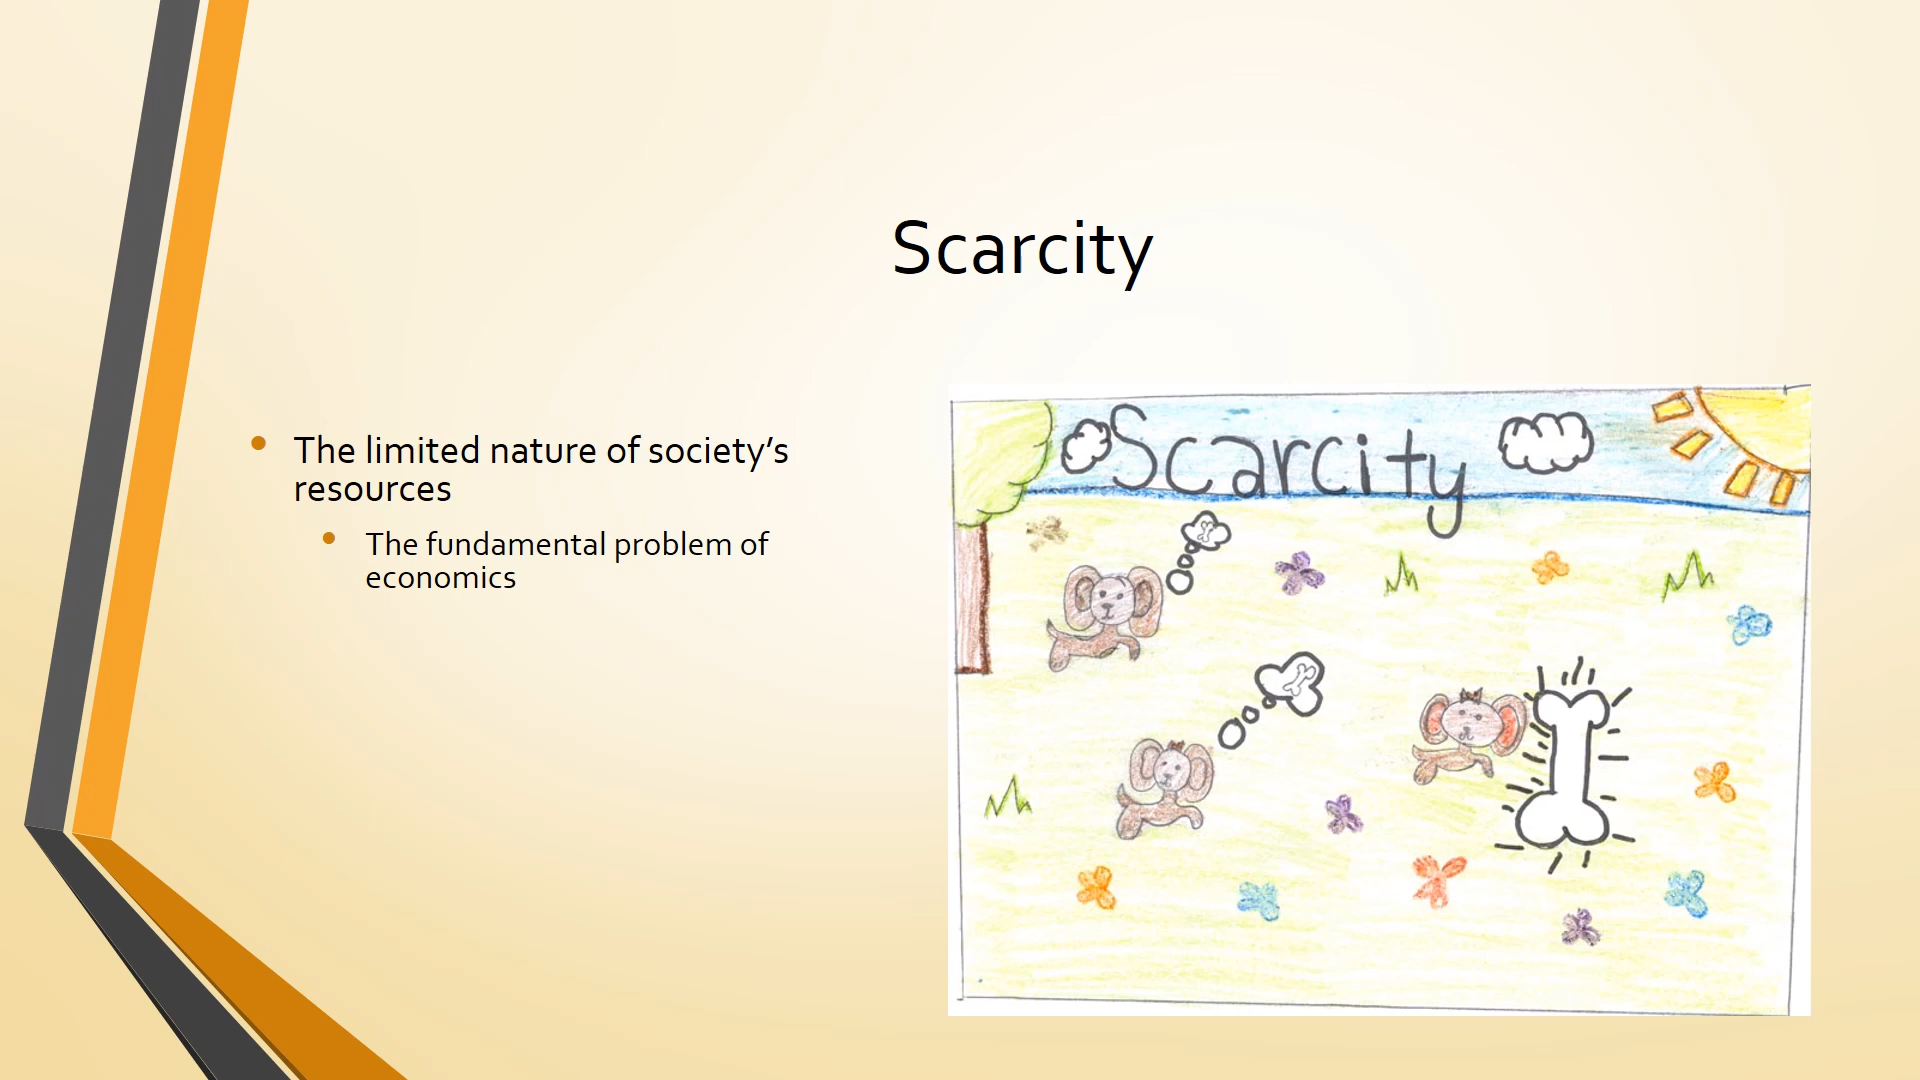 Scarcity
The limited nature of society’s
resources
The fundamental problem of
economics
Scarcity